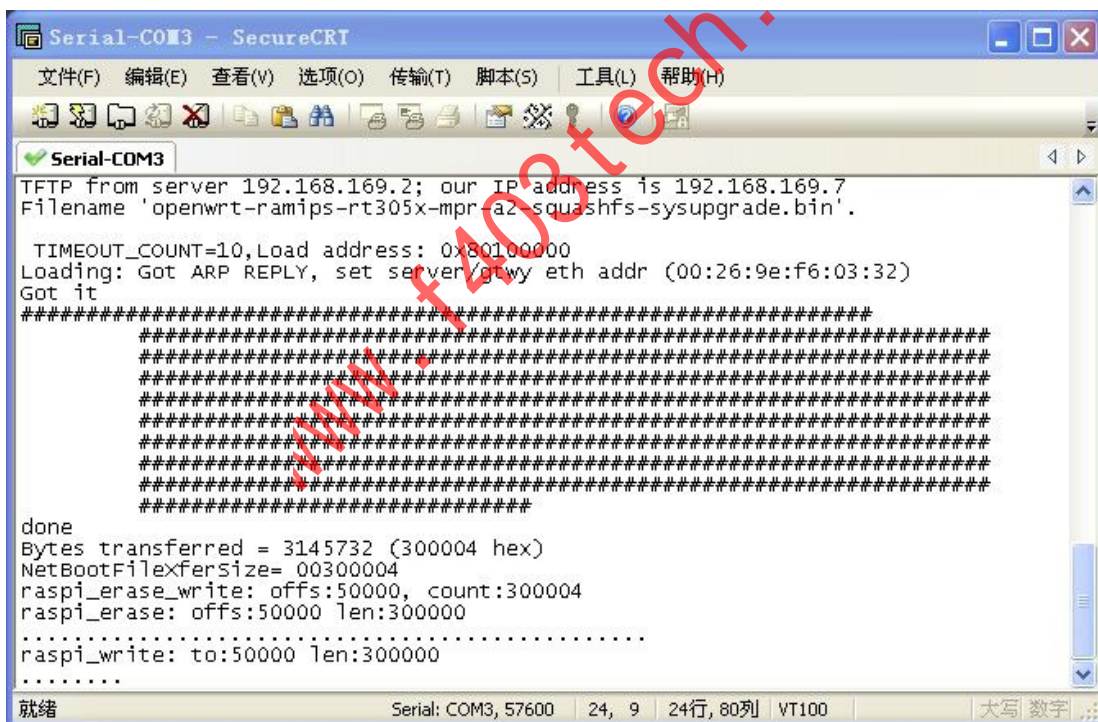 Serial-COM3 - SecureCRT
文件(F) 编辑(E) 查看(V) 选项(O) 传输(T) 脚本(S) 工具(L) 帮助(H)
Serial-COM3
TFTP from server 192.168.169.2; our IP address is 192.168.169.7
Filename 'openwrt-ramips-rt305x-mpr-a2-squashfs-sysupgrade.bin'.
TIMEOUT_COUNT=10,Load address: 0x80100000
Loading: Got ARP REPLY, set server/gtwy eth addr (00:26:9e:f6:03:32)
Got it
#################################################################
#################################################################
#################################################################
#################################################################
#################################################################
#################################################################
#################################################################
#################################################################
#################################################################
##############################
done
Bytes transferred = 3145732 (300004 hex)
NetBootFileXferSize= 00300004
raspi_erase_write: offs:50000, count:300004
raspi_erase: offs:50000 len:300000
................................................
raspi_write: to:50000 len:300000
........
就绪 Serial: COM3, 57600 24, 9 24行, 80列 VT100 大写 数字
www.f403tech.